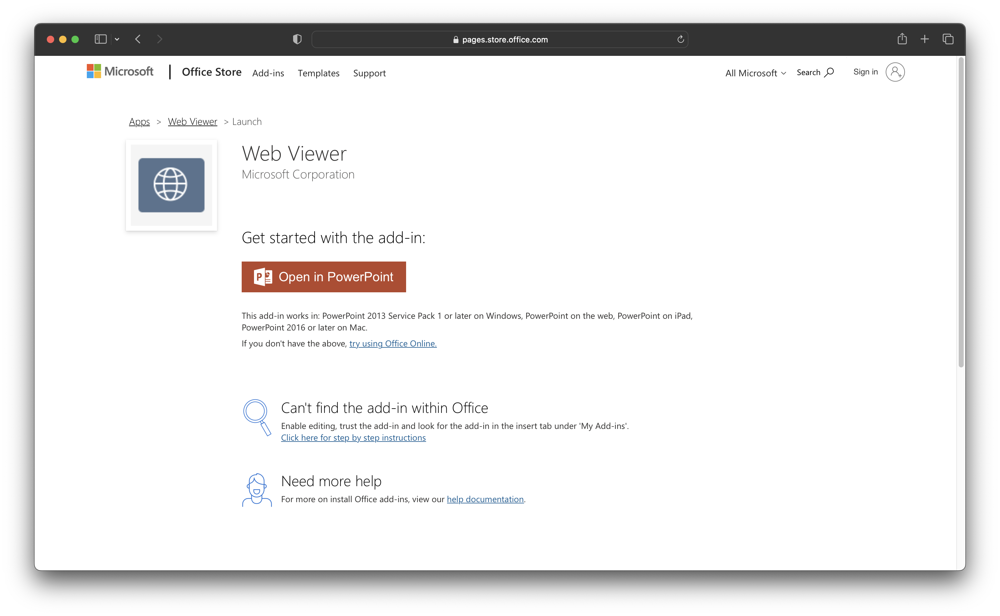 pages.store.office.com
Microsoft | Office Store Add-ins Templates Support All Microsoft Search Sign in
Apps > Web Viewer > Launch
Web Viewer
Microsoft Corporation
Get started with the add-in:
P Open in PowerPoint
This add-in works in: PowerPoint 2013 Service Pack 1 or later on Windows, PowerPoint on the web, PowerPoint on iPad,
PowerPoint 2016 or later on Mac.
If you don't have the above, try using Office Online.
Can't find the add-in within Office
Enable editing, trust the add-in and look for the add-in in the insert tab under 'My Add-ins'.
Click here for step by step instructions
Need more help
For more on install Office add-ins, view our help documentation.